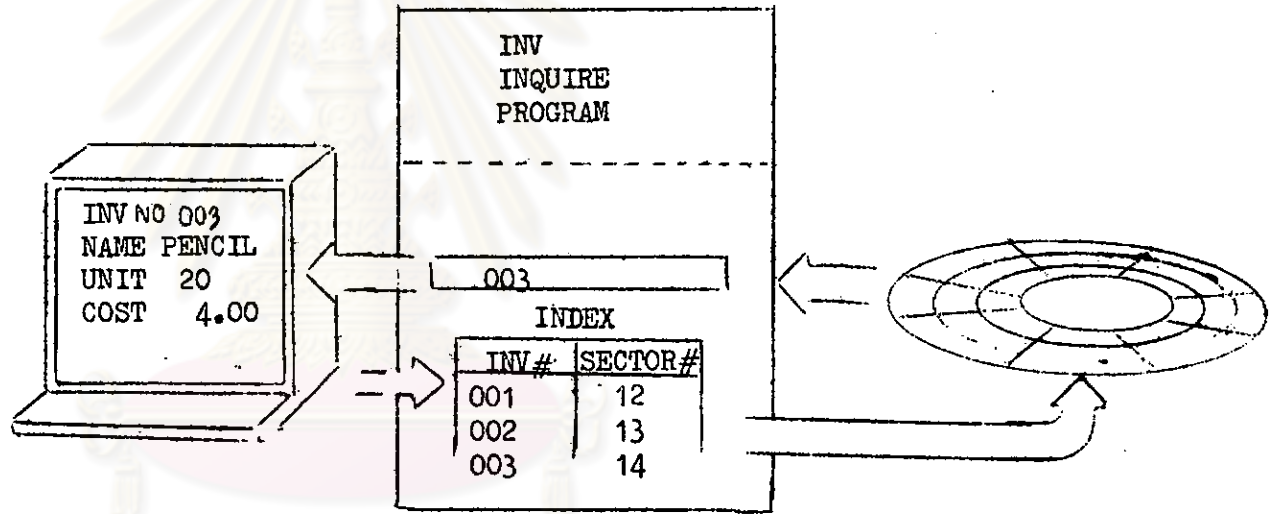 INV
INQUIRE
PROGRAM
INV NO 003
NAME PENCIL
UNIT 20
COST 4.00
003
INDEX
INV# SECTOR#
001 12
002 13
003 14